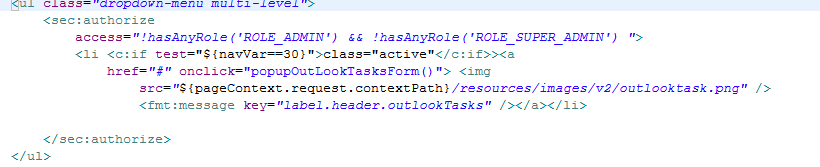 <ul class="dropdown-menu multi-level">
<sec:authorize
access="!hasAnyRole('ROLE_ADMIN') && !hasAnyRole('ROLE_SUPER_ADMIN') ">
<li <c:if test="${navVar==30}">class="active"</c:if>><a
href="#" onclick="popupOutLookTasksForm()"> <img
src="${pageContext.request.contextPath}/resources/images/v2/outlooktask.png" />
<fmt:message key="label.header.outlookTasks" /></a></li>
</sec:authorize>
</ul>